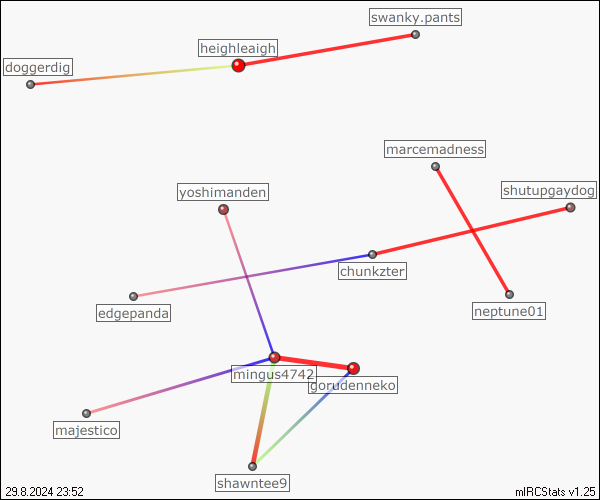 swanky.pants
heighleaigh
doggerdig
marcemadness
shutupgaydog
yoshimanden
chunkzter
edgepanda
neptune01
mingus4742
gorudenneko
majestico
shawntee9
29.8.2024 23:52
mIRCStats v1.25